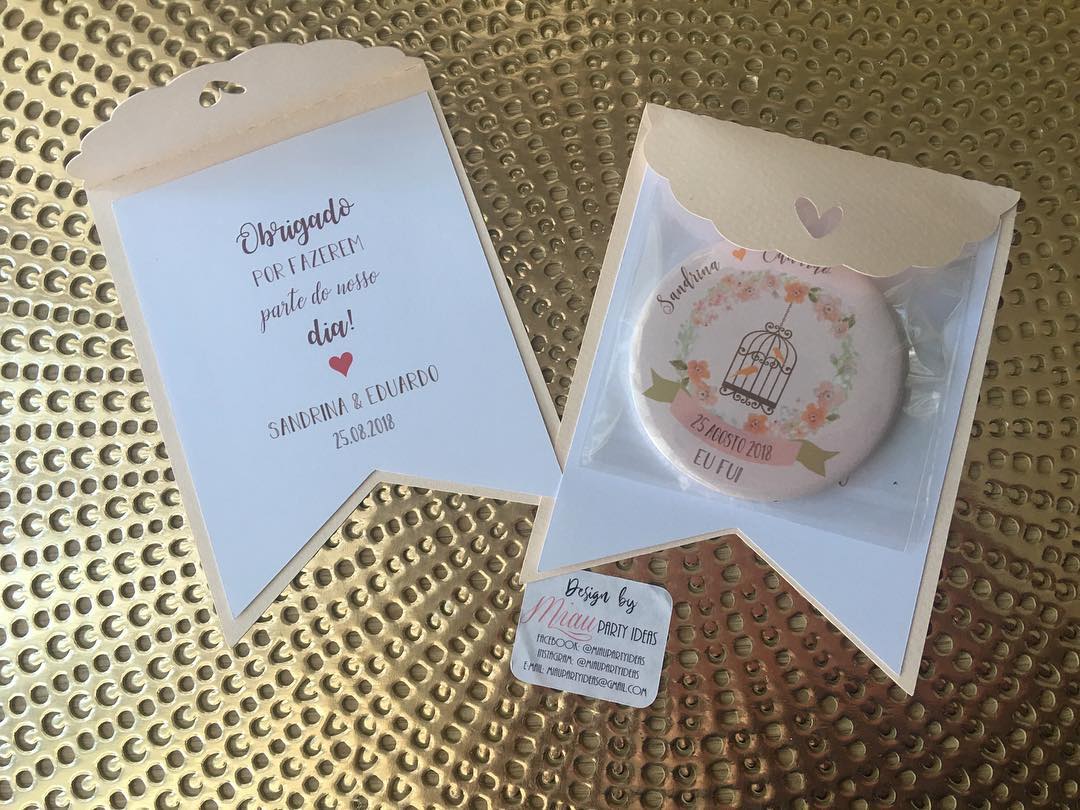 Obrigado
POR FAZEREM
parte do nosso
dia!
SANDRINA & EDUARDO
25.08.2018
Sandrina
25 AGOSTO 2018
EU FUI
Design by
Miau PARTY IDEAS
FACEBOOK: @MIAUPARTYIDEAS
INSTAGRAM: @MIAUPARTYIDEAS
E-MAIL: MIAUPARTYIDEAS@GMAIL.COM